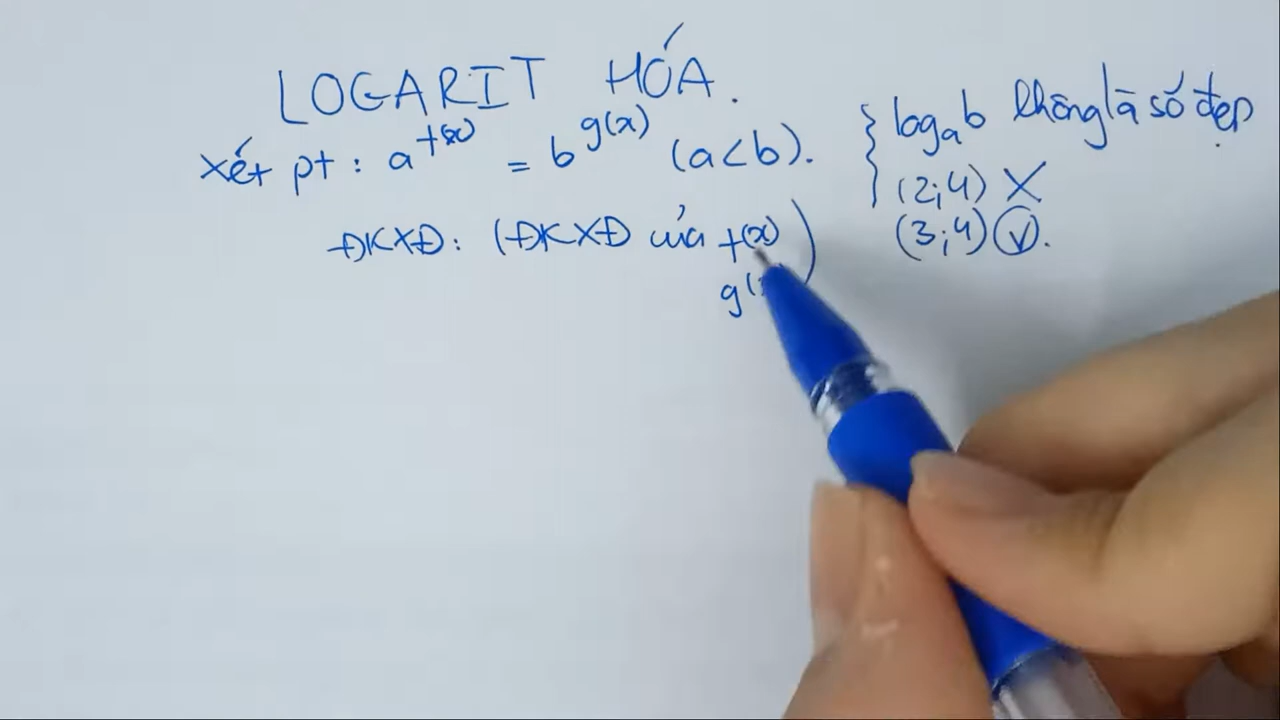 LOGARIT HÓA.
Xét pt : a^f(x) = b^g(x) (a<b).
ĐKXĐ: (ĐKXĐ của f(x)
g(
)
log_a b không là số đẹp
(2;4) X
(3;4) V.